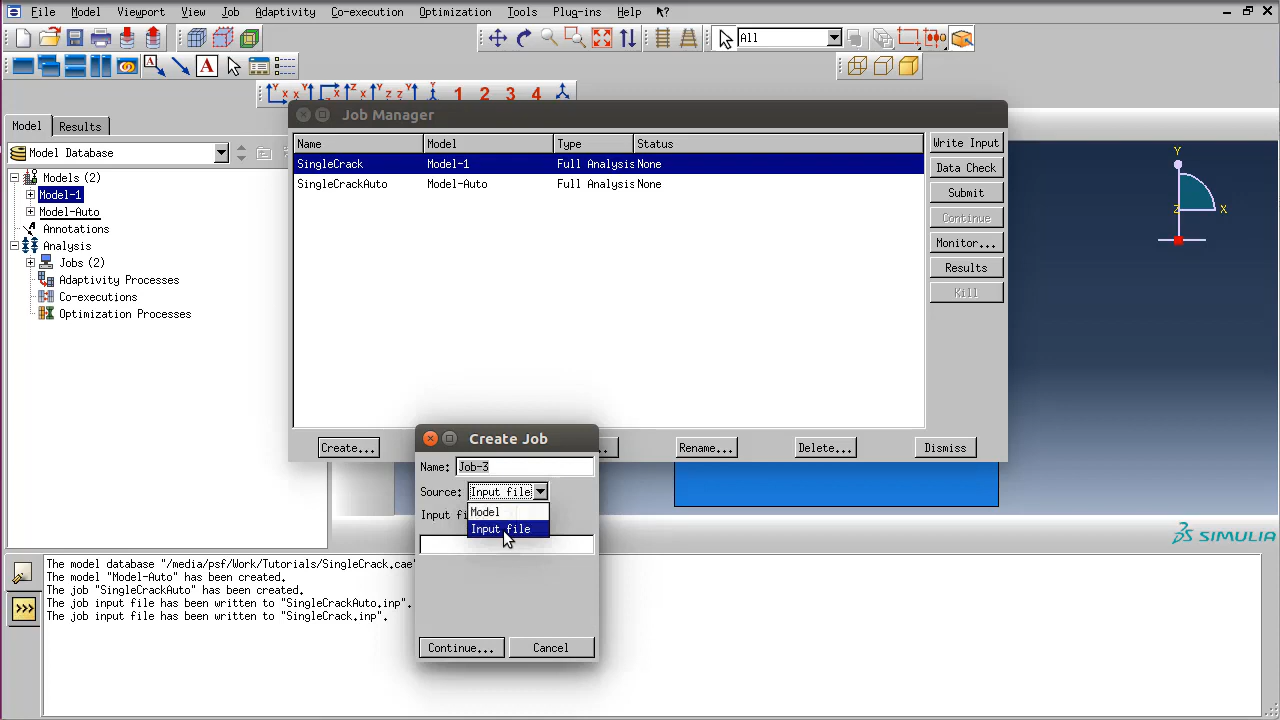 File Model Viewport View Job Adaptivity Co-execution Optimization Tools Plug-ins Help
All
1 2 3 4
Job Manager
Model Results
Model Database
Name Model Type Status
SingleCrack Model-1 Full Analysis None
SingleCrackAuto Model-Auto Full Analysis None
Write Input
Data Check
Submit
Continue
Monitor...
Results
Kill
Models (2)
Model-1
Model-Auto
Annotations
Analysis
Jobs (2)
Adaptivity Processes
Co-executions
Optimization Processes
Y
Z
X
Create...
Rename...
Delete...
Dismiss
Create Job
Name: Job-3
Source: Input file
Model
Input file
Input fi
Continue...
Cancel
SIMULIA
The model database "/media/psf/Work/Tutorials/SingleCrack.cae"
The model "Model-Auto" has been created.
The job "SingleCrackAuto" has been created.
The job input file has been written to "SingleCrackAuto.inp".
The job input file has been written to "SingleCrack.inp".